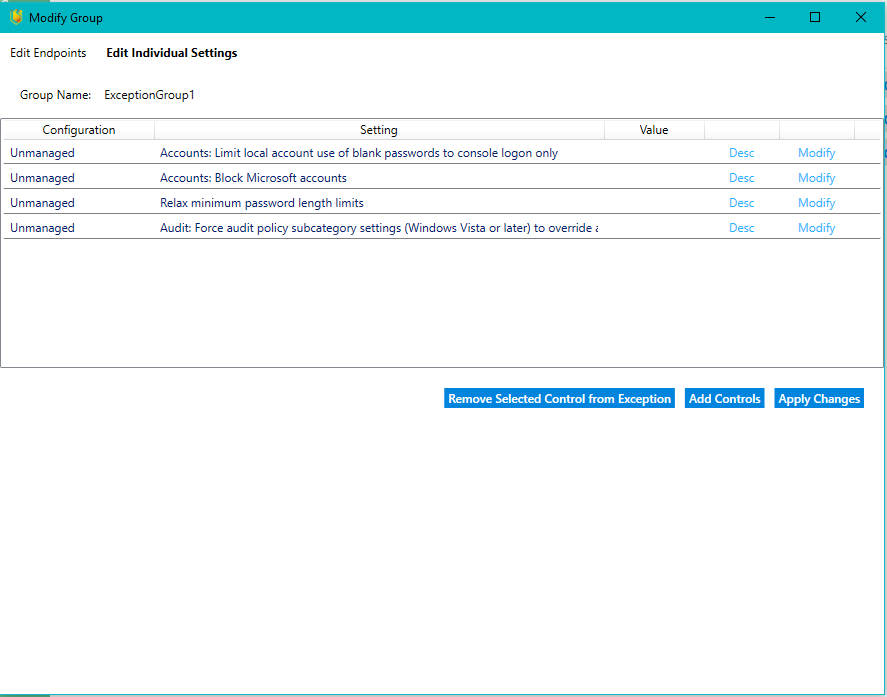 Modify Group
Edit Endpoints Edit Individual Settings
Group Name: ExceptionGroup1
Configuration Setting Value
Unmanaged Accounts: Limit local account use of blank passwords to console logon only Desc Modify
Unmanaged Accounts: Block Microsoft accounts Desc Modify
Unmanaged Relax minimum password length limits Desc Modify
Unmanaged Audit: Force audit policy subcategory settings (Windows Vista or later) to override Desc Modify
Remove Selected Control from Exception Add Controls Apply Changes